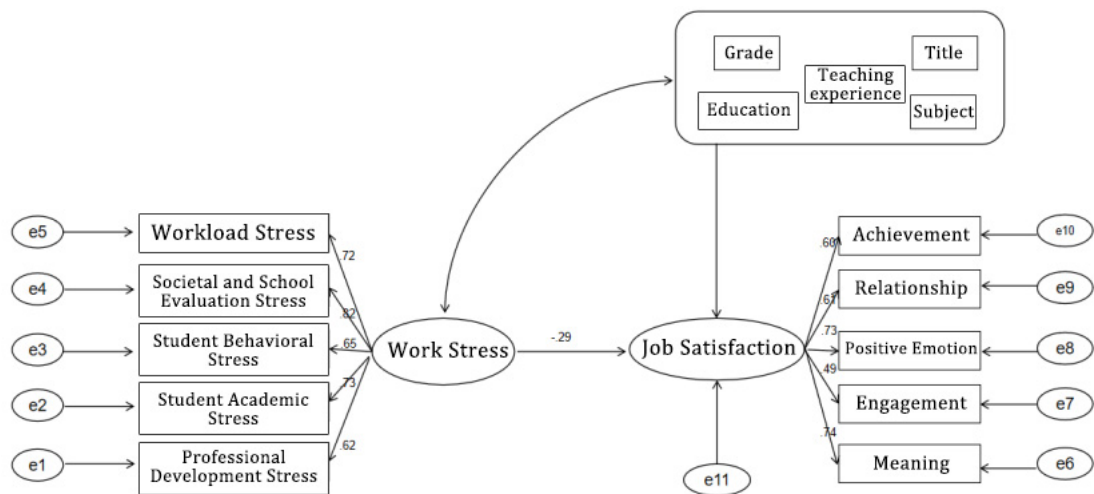 Grade
Title
Teaching
experience
Education
Subject
e5
Workload Stress
.72
e4
Societal and School
Evaluation Stress
.82
e3
Student Behavioral
Stress
.65
e2
Student Academic
Stress
.73
e1
Professional
Development Stress
.62
Work Stress
-.29
Job Satisfaction
e11
.60
Achievement
e10
.61
Relationship
e9
.73
Positive Emotion
e8
.49
Engagement
e7
.74
Meaning
e6